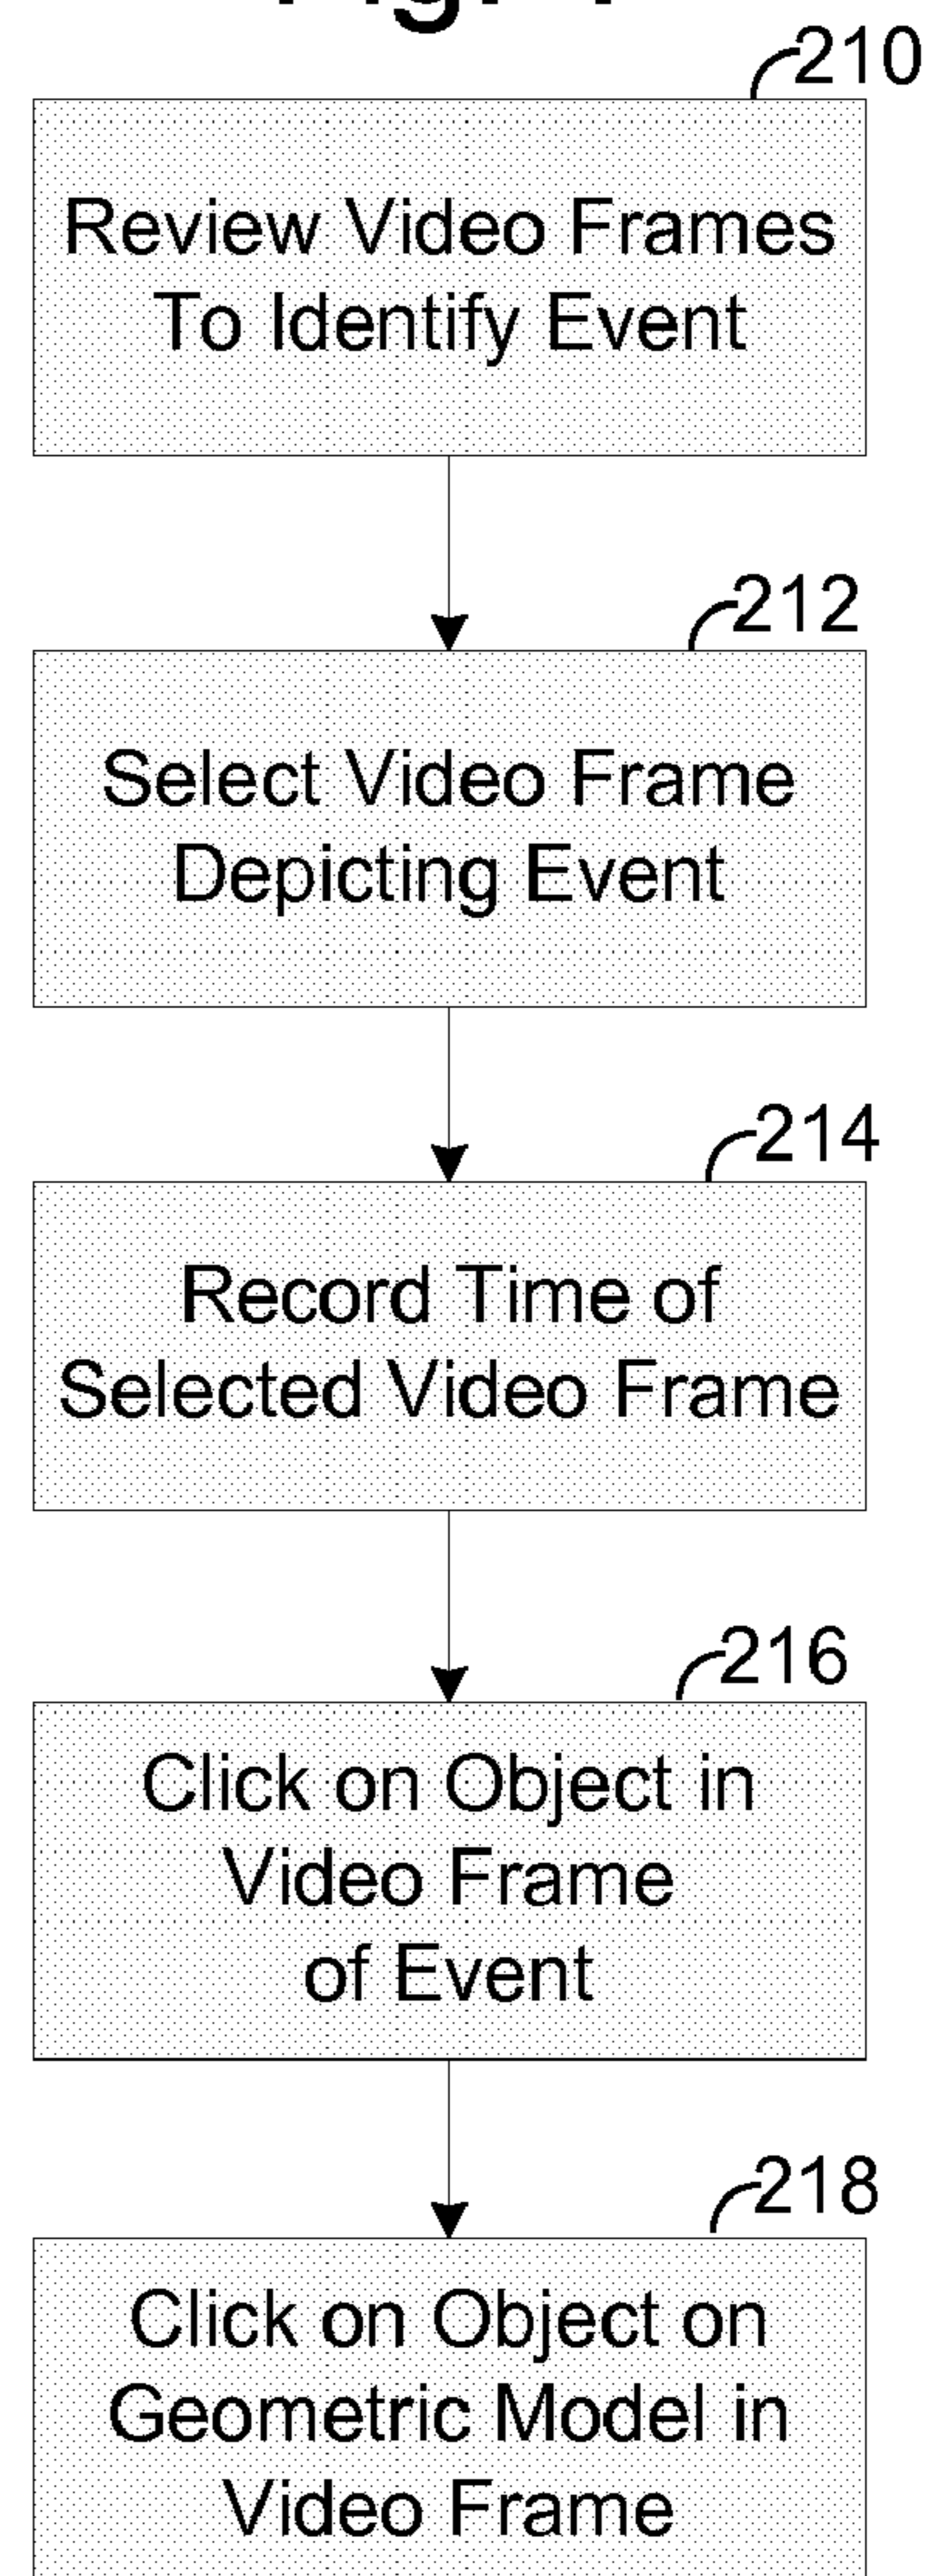 210
Review Video Frames
To Identify Event
212
Select Video Frame
Depicting Event
214
Record Time of
Selected Video Frame
216
Click on Object in
Video Frame
of Event
218
Click on Object on
Geometric Model in
Video Frame